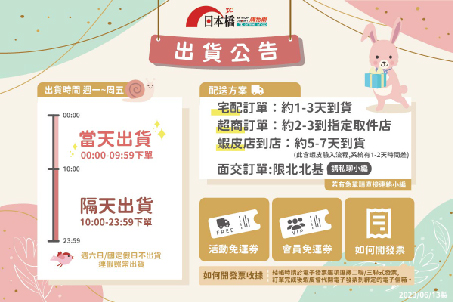 日本橋
出貨公告
出貨時間 週一~周五
00:00
當天出貨
00:00-09:59下單
10:00
隔天出貨
10:00-23:59下單
23:59
週六日/國定假日不出貨
配送方案
宅配訂單：約1-3天到貨
超商訂單：約2-3到指定取件店
蝦皮店到店：約5-7天到貨
面交訂單:限北北基 請私聊小編
FREE
活動免運券
VIP
會員免運券
如何開發票
如何開發票收據